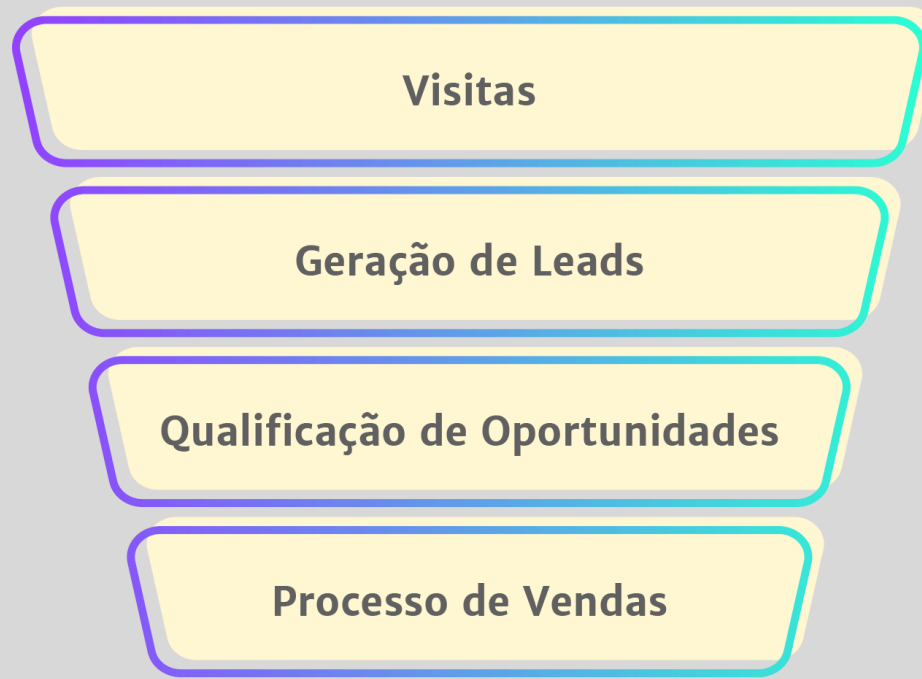 Visitas
Geração de Leads
Qualificação de Oportunidades
Processo de Vendas